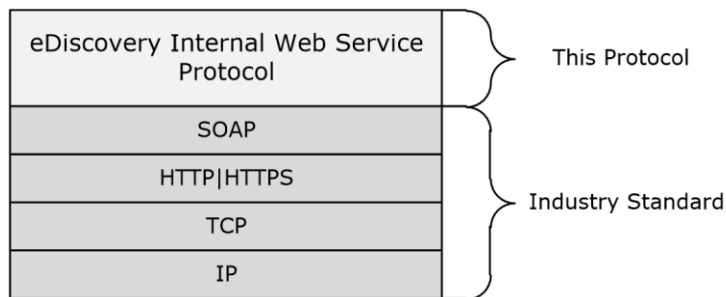 eDiscovery Internal Web Service
Protocol
This Protocol
SOAP
HTTP|HTTPS
TCP
IP
Industry Standard